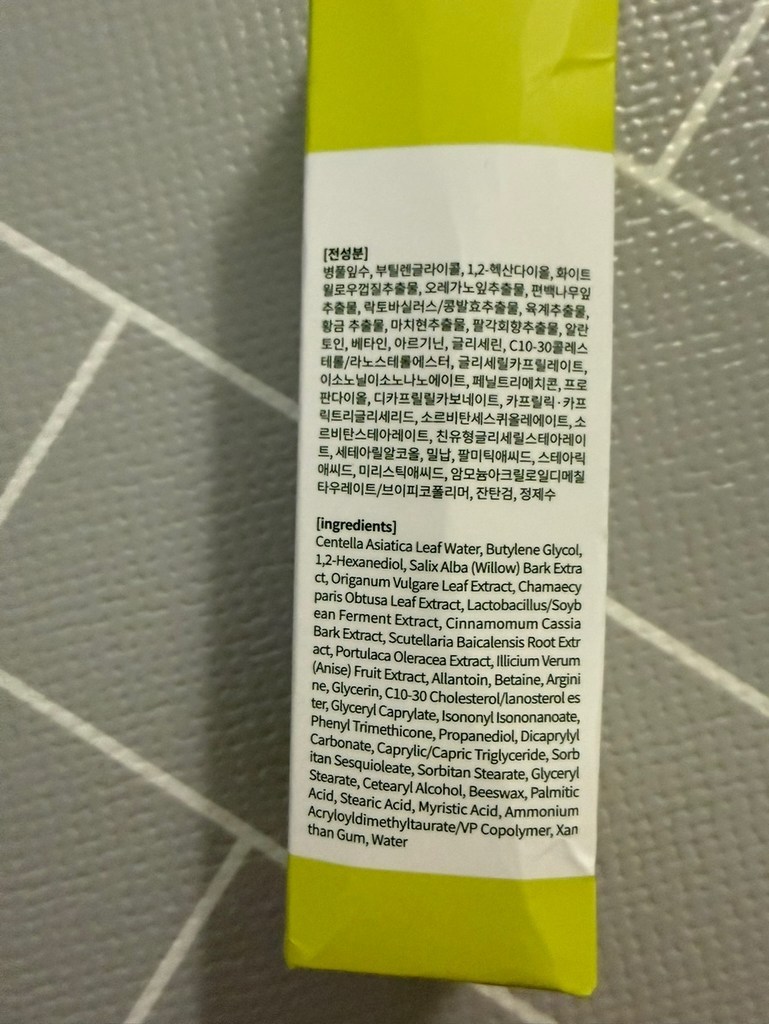 [전성분]
병풀잎수, 부틸렌글라이콜, 1,2-헥산다이올, 화이트
윌로우껍질추출물, 오레가노잎추출물, 편백나무잎
추출물, 락토바실러스/콩발효추출물, 육계추출물,
황금 추출물, 마치현추출물, 팔각회향추출물, 알란
토인, 베타인, 아르기닌, 글리세린, C10-30콜레스
테롤/라노스테롤에스터, 글리세릴카프릴레이트,
이소노닐이소노나노에이트, 페닐트리메치콘, 프로
판다이올, 디카프릴릴카보네이트, 카프릴릭·카프
릭트리글리세리드, 소르비탄세스퀴올레에이트, 소
르비탄스테아레이트, 친유형글리세릴스테아레이
트, 세테아릴알코올, 밀납, 팔미틱애씨드, 스테아릭
애씨드, 미리스틱애씨드, 암모늄아크릴로일디메칠
타우레이트/브이피코폴리머, 잔탄검, 정제수
[ingredients]
Centella Asiatica Leaf Water, Butylene Glycol,
1,2-Hexanediol, Salix Alba (Willow) Bark Extra
ct, Origanum Vulgare Leaf Extract, Chamaecy
paris Obtusa Leaf Extract, Lactobacillus/Soyb
ean Ferment Extract, Cinnamomum Cassia
Bark Extract, Scutellaria Baicalensis Root Extr
act, Portulaca Oleracea Extract, Illicium Verum
(Anise) Fruit Extract, Allantoin, Betaine, Argini
ne, Glycerin, C10-30 Cholesterol/lanosterol es
ter, Glyceryl Caprylate, Isononyl Isononanoate,
Phenyl Trimethicone, Propanediol, Dicaprylyl
Carbonate, Caprylic/Capric Triglyceride, Sorb
itan Sesquioleate, Sorbitan Stearate, Glyceryl
Stearate, Cetearyl Alcohol, Beeswax, Palmitic
Acid, Stearic Acid, Myristic Acid, Ammonium
Acryloyldimethyltaurate/VP Copolymer, Xan
than Gum, Water